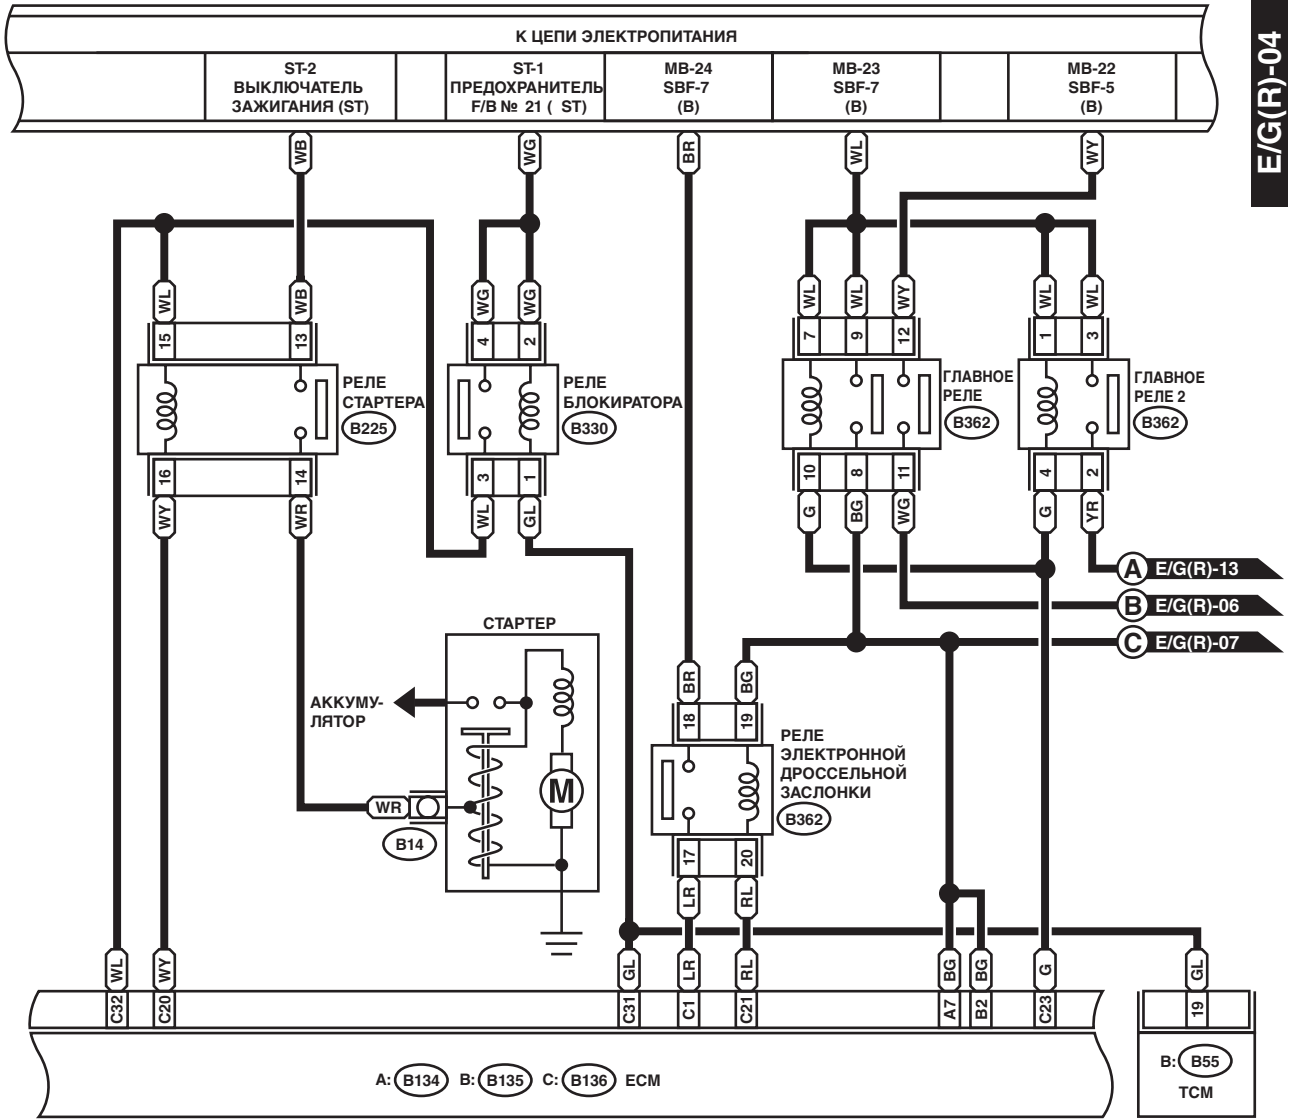 К ЦЕПИ ЭЛЕКТРОПИТАНИЯ
E/G(R)-04
ST-2
ВЫКЛЮЧАТЕЛЬ
ЗАЖИГАНИЯ (ST)
ST-1
ПРЕДОХРАНИТЕЛЬ
F/B № 21 ( ST)
MB-24
SBF-7
(B)
MB-23
SBF-7
(B)
MB-22
SBF-5
(B)
WB WG BR WL WY
WL WB WG WG WL WL WY WL WL
15 13 4 2 7 9 12 1 3
РЕЛЕ
СТАРТЕРА
B225
РЕЛЕ
БЛОКИРАТОРА
B330
ГЛАВНОЕ
РЕЛЕ
B362
ГЛАВНОЕ
РЕЛЕ 2
B362
16 14 3 1 10 8 11 4 2
WY WR WL GL G BG WG G YR
A E/G(R)-13
B E/G(R)-06
C E/G(R)-07
СТАРТЕР
АККУМУ-
ЛЯТОР
M
WR
B14
BR BG
18 19
РЕЛЕ
ЭЛЕКТРОННОЙ
ДРОССЕЛЬНОЙ
ЗАСЛОНКИ
B362
17 20
LR RL
WL WY GL LR RL BG BG G GL
C32 C20 C31 C1 C21 A7 B2 C23 19
A: B134 B: B135 C: B136 ECM
B: B55
TCM